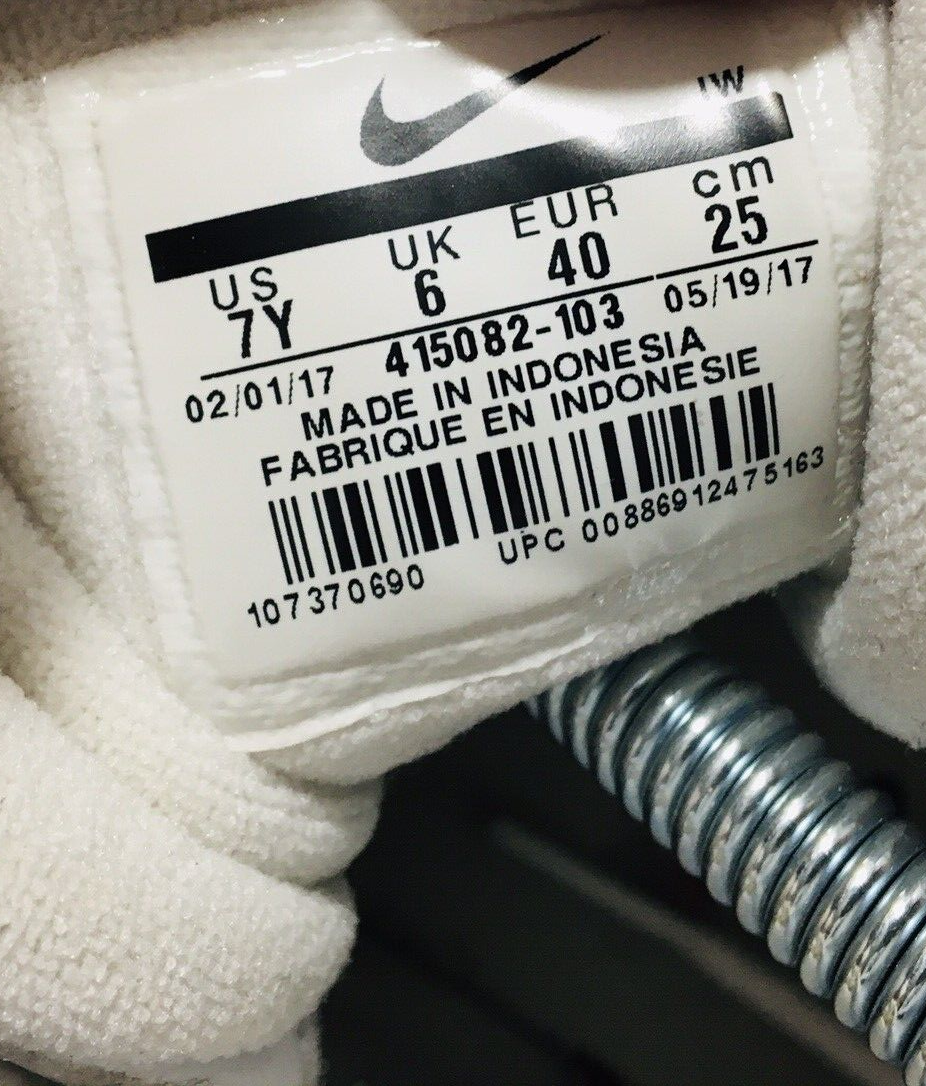 IW
US UK EUR cm
7Y 6 40 25
02/01/17 415082-103 05/19/17
MADE IN INDONESIA
FABRIQUE EN INDONESIE
107370690 UPC 00886912475163